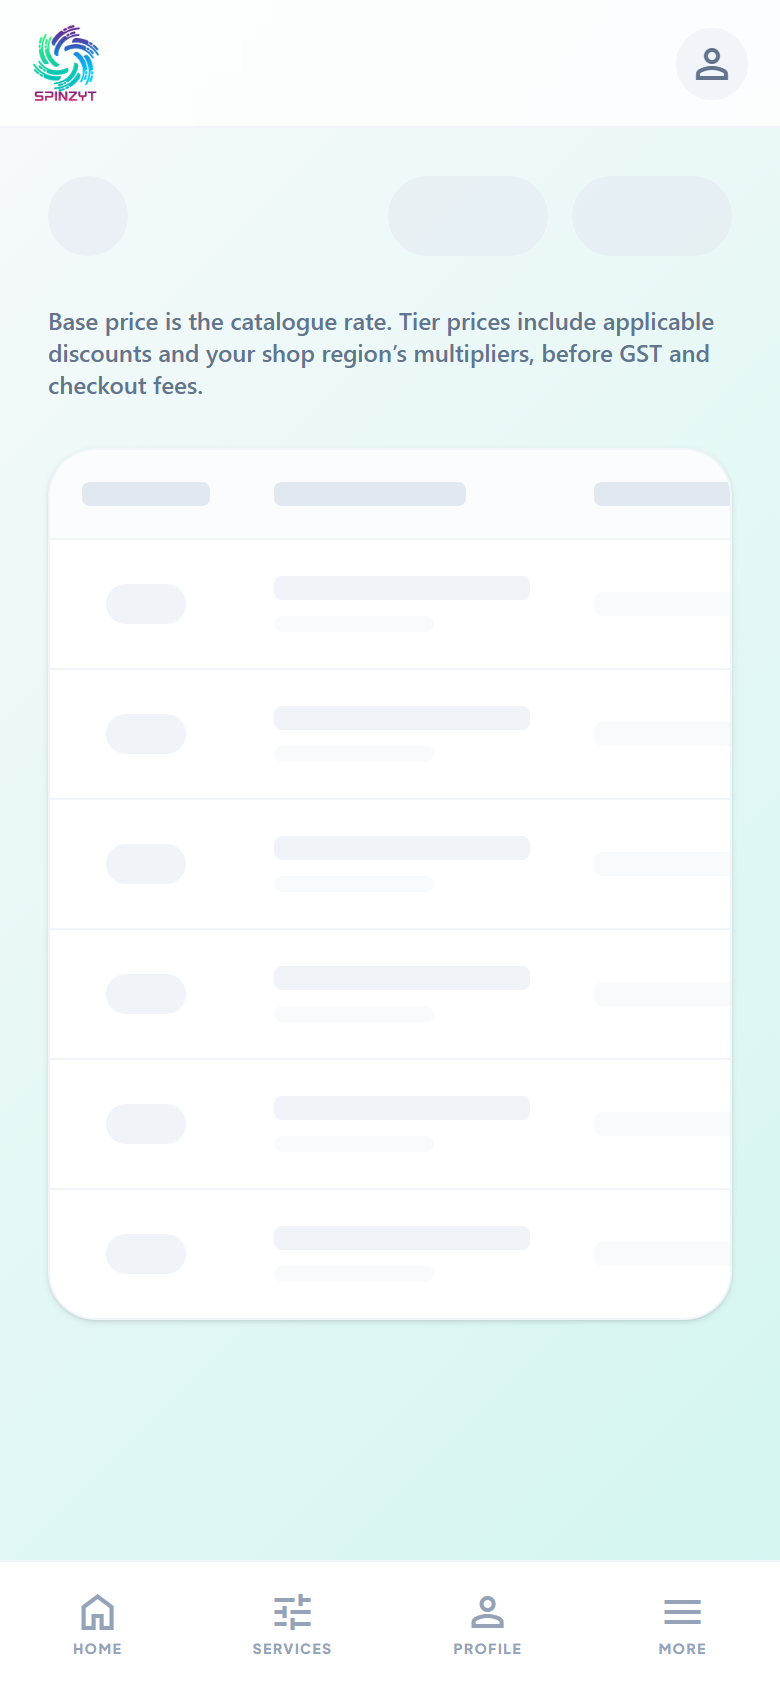 SPINZYT
Base price is the catalogue rate. Tier prices include applicable
discounts and your shop region’s multipliers, before GST and
checkout fees.
HOME
SERVICES
PROFILE
MORE